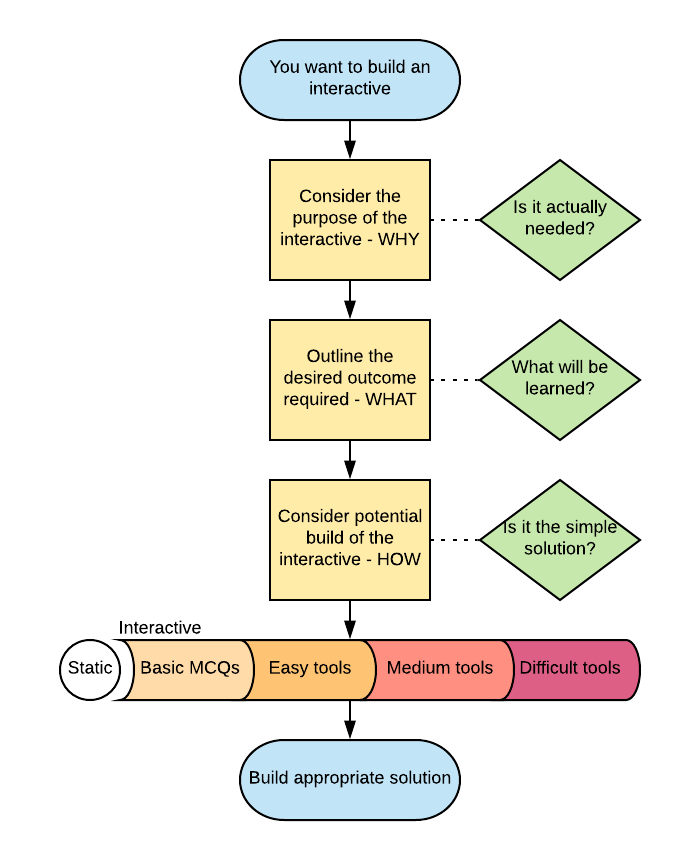 You want to build an
interactive
Consider the
purpose of the
interactive - WHY
Is it actually
needed?
Outline the
desired outcome
required - WHAT
What will be
learned?
Consider potential
build of the
interactive - HOW
Is it the simple
solution?
Interactive
Static
Basic MCQs
Easy tools
Medium tools
Difficult tools
Build appropriate solution